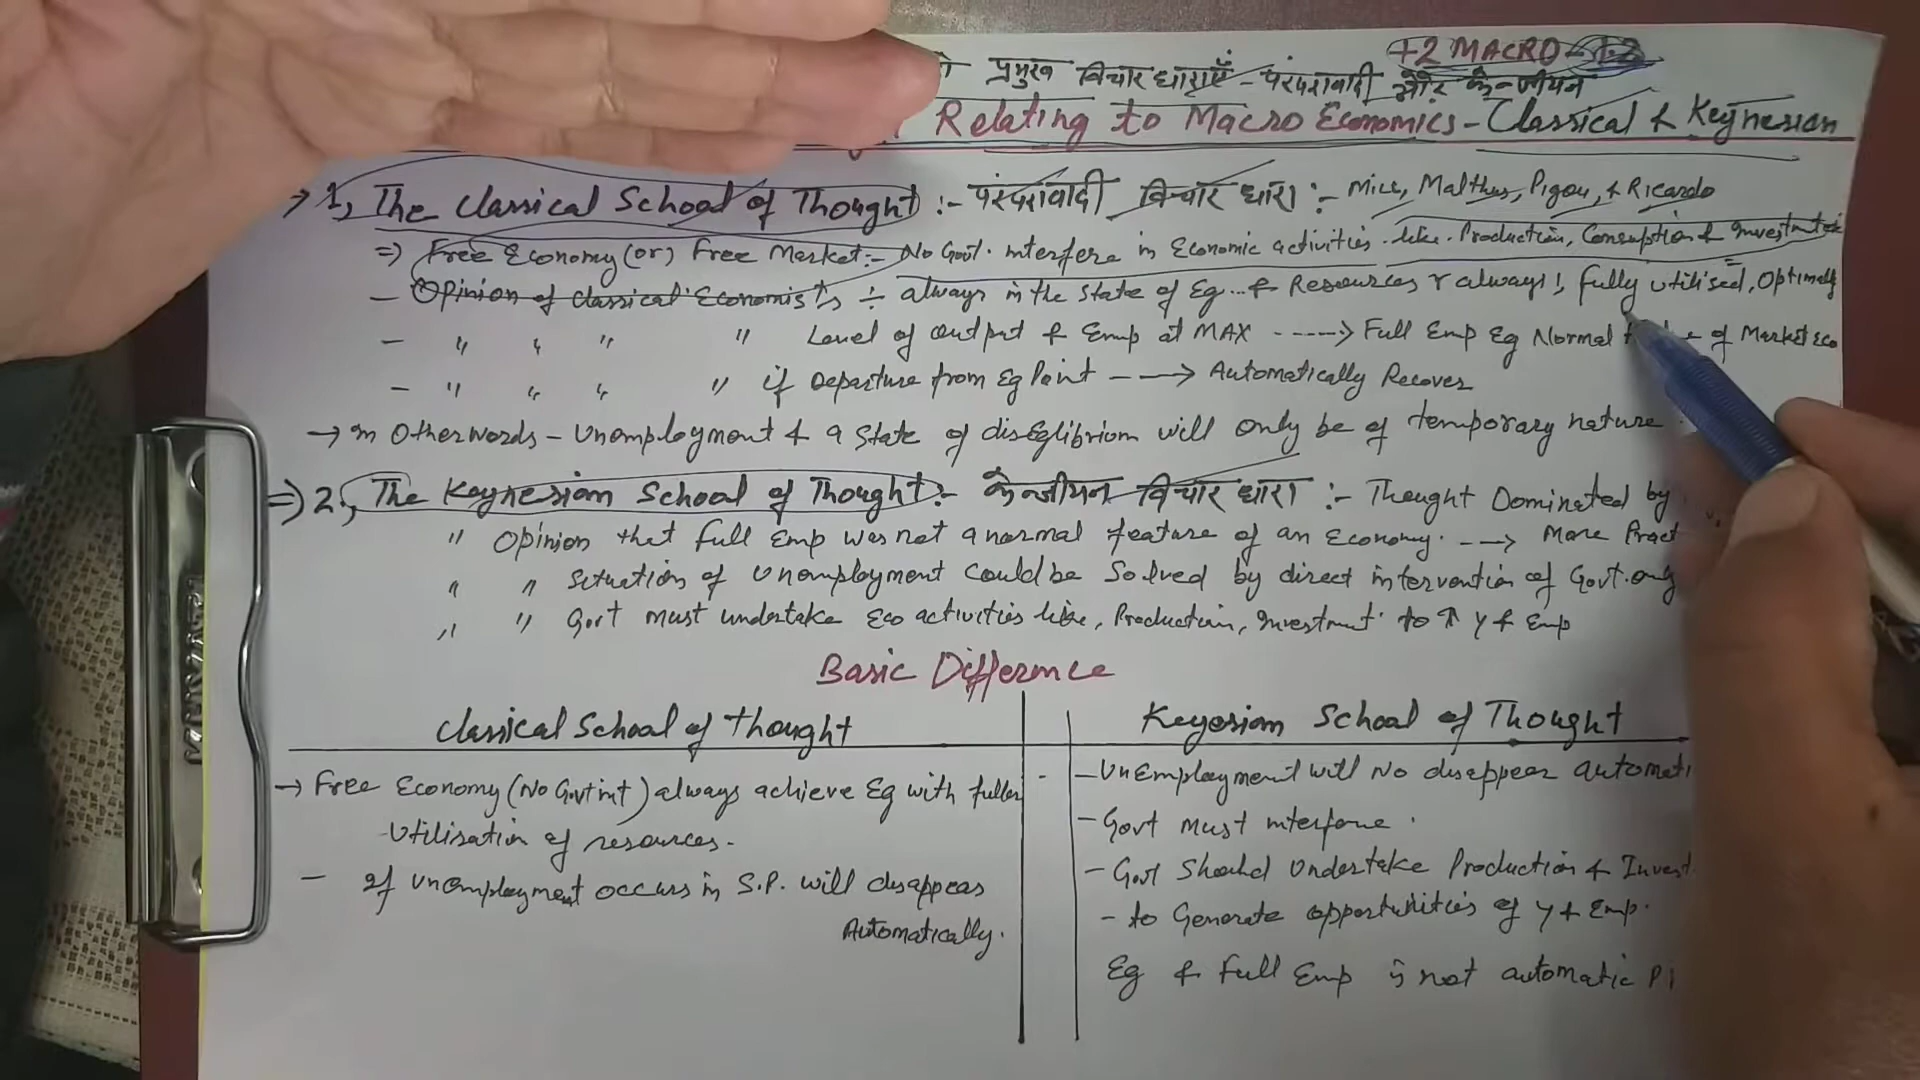 +2 MACRO-12
प्रमुख विचार धाराएँ - परंपरावादी और केन्जीयन
Relating to Macro Economics - Classical & Keynesian
→ 1, The Classical School of Thought :- परंपरावादी विचार धारा :- Mill, Malthus, Pigou, & Ricardo
⇒ Free Economy (or) Free Market:- No Govt. interfere in Economic activities. like. Production, Consuption &
- Opinion of Classical Economists ÷ always in the State of Eq... & Resources r always fully utilised, Optimally
- " " " " Level of output & Emp at MAX ----→ Full Emp Eq Normal of Market Eco
- " " " " if Departure from Eq Point ---→ Automatically Recover
→ In Otherwords - Unemployment & a State of disEqlibrium will only be of temporary nature.
⇒ 2., The Keynesian School of Thought:- केन्जीयन विचार धारा :- Thought Dominated by
" Opinion that full Emp was not a normal feature of an Economy. --→ More Pract
" " Situations of Unemployment Could be Solved by direct intervention of Govt. only
" " Govt must undertake Eco activities like, Production, Investment to ↑ Y & Emp
Basic Difference
Classical School of Thought
Keyesian School of Thought
→ Free Economy (No Govt int) always achieve Eq with fuller
Utilisation of resources.
- If unemployment occurs in S.P. will disappear
Automatically.
- UnEmployment will No disappear automati
- Govt Must interfare.
- Govt Should Undertake Production & Invest
- to Generate opportunities of Y & Emp.
Eq & Full Emp is not automatic